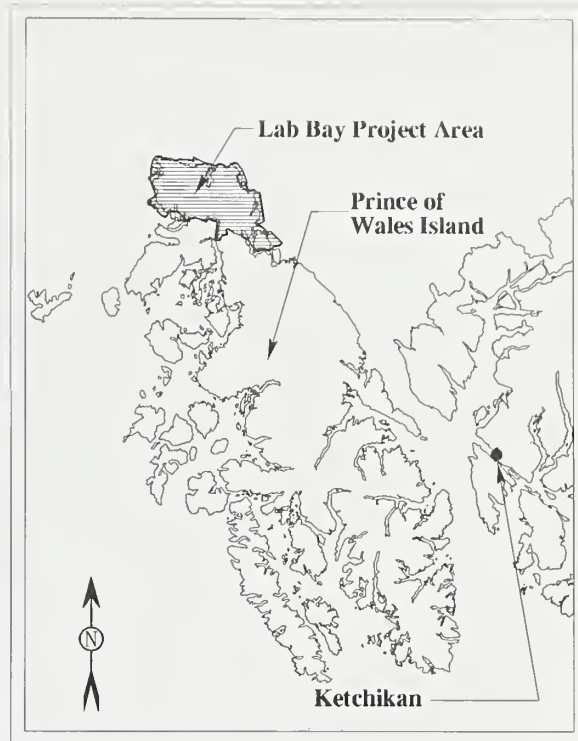 Lab Bay Project Area
Prince of
Wales Island
N
Ketchikan